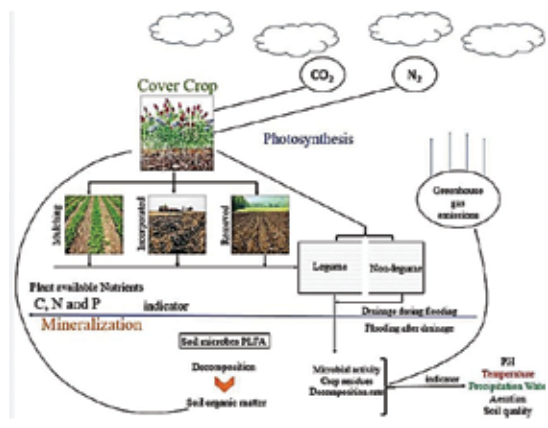 CO2
N2
Cover Crop
Photosynthesis
Greenhouse
gas
emissions
Mulching
Incorporated
Removed
Legume
Non-legume
Plant available Nutrients
C, N and P
indicator
Mineralization
Drainage during flooding
Flooding after drainage
Soil microbes PLFA
Decomposition
Soil organic matter
Microbial activity
Crop residues
Decomposition rate
indicator
PH
Temperature
Precipitation Water
Aeration
Soil quality